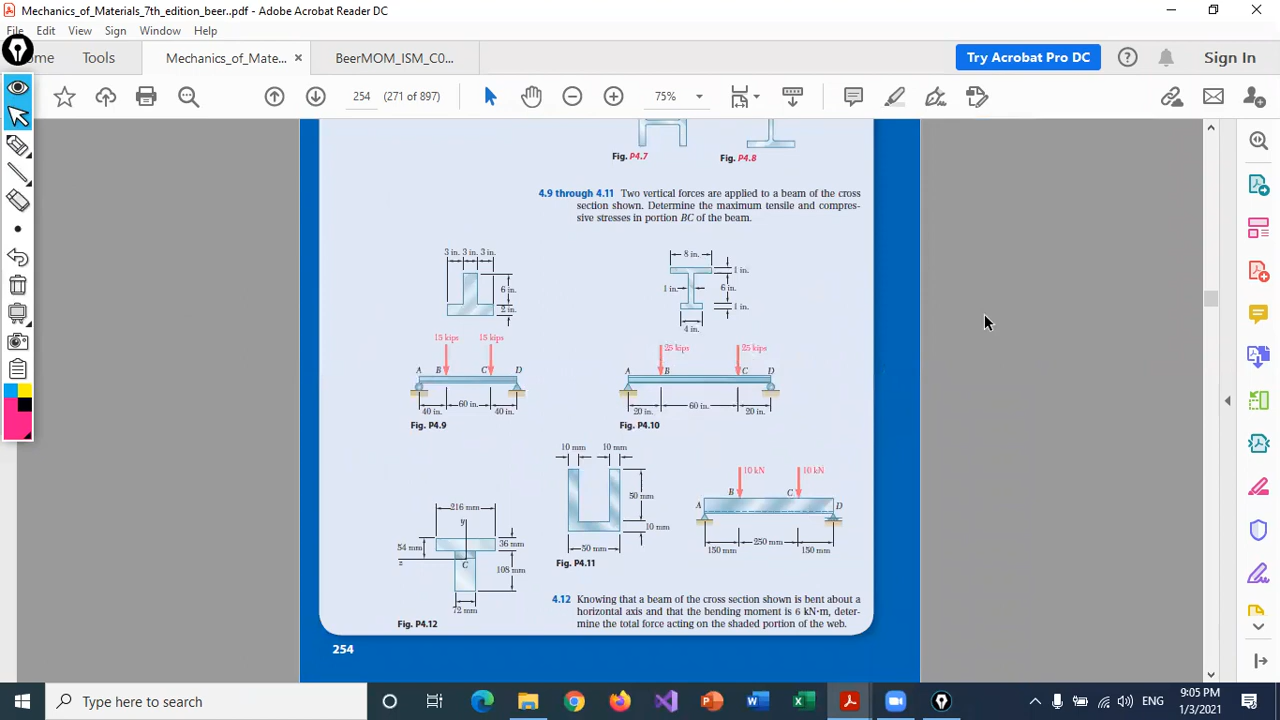 Mechanics_of_Materials_7th_edition_beer..pdf - Adobe Acrobat Reader DC
File Edit View Sign Window Help
ome Tools Mechanics_of_Mate... × BeerMOM_ISM_C0... Try Acrobat Pro DC Sign In
254 (271 of 897) 75%
Fig. P4.7 Fig. P4.8
4.9 through 4.11 Two vertical forces are applied to a beam of the cross
section shown. Determine the maximum tensile and compres-
sive stresses in portion BC of the beam.
3 in. 3 in. 3 in.
6 in.
2 in.
8 in.
1 in.
1 in.
6 in.
1 in.
4 in.
15 kips 15 kips
A B C D
40 in. 60 in. 40 in.
Fig. P4.9
25 kips 25 kips
A B C D
20 in. 60 in. 20 in.
Fig. P4.10
10 mm 10 mm
50 mm
10 mm
50 mm
Fig. P4.11
10 kN 10 kN
A B C D
150 mm 250 mm 150 mm
216 mm
y
54 mm 36 mm
z C
108 mm
72 mm
Fig. P4.12
4.12 Knowing that a beam of the cross section shown is bent about a
horizontal axis and that the bending moment is 6 kN·m, deter-
mine the total force acting on the shaded portion of the web.
254
Type here to search
ENG
9:05 PM
1/3/2021